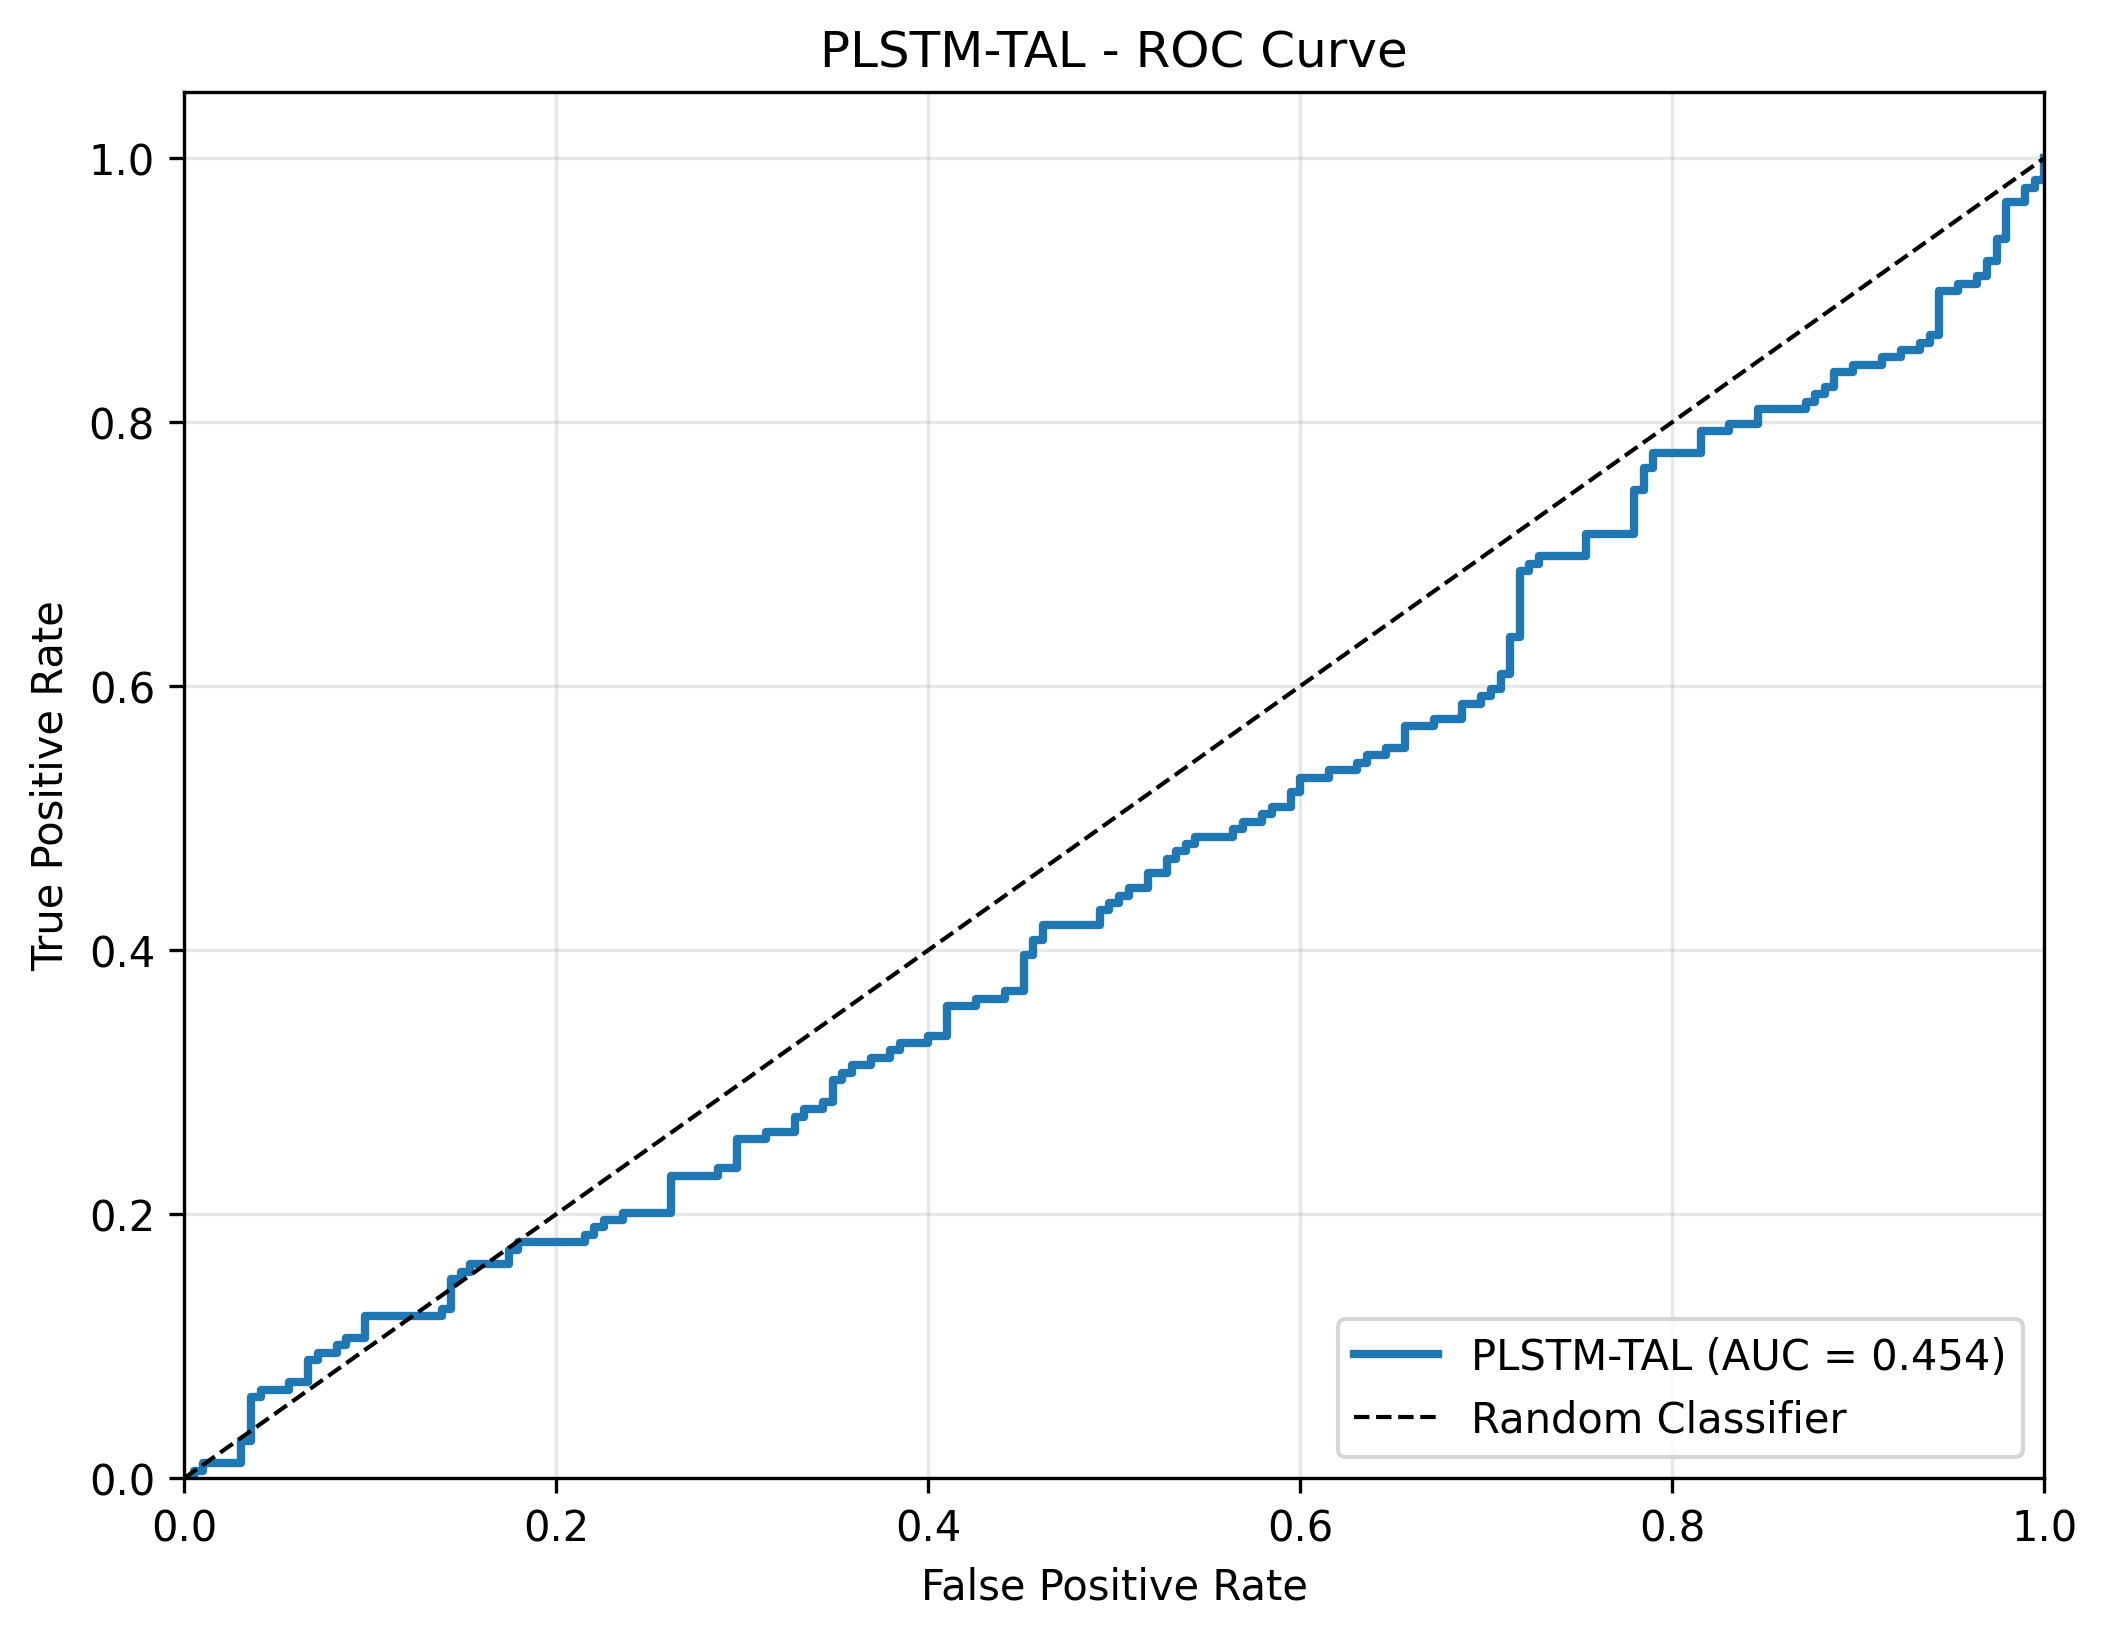 PLSTM-TAL - ROC Curve
True Positive Rate
1.0
0.8
0.6
0.4
0.2
0.0
0.0 0.2 0.4 0.6 0.8 1.0
False Positive Rate
PLSTM-TAL (AUC = 0.454)
Random Classifier